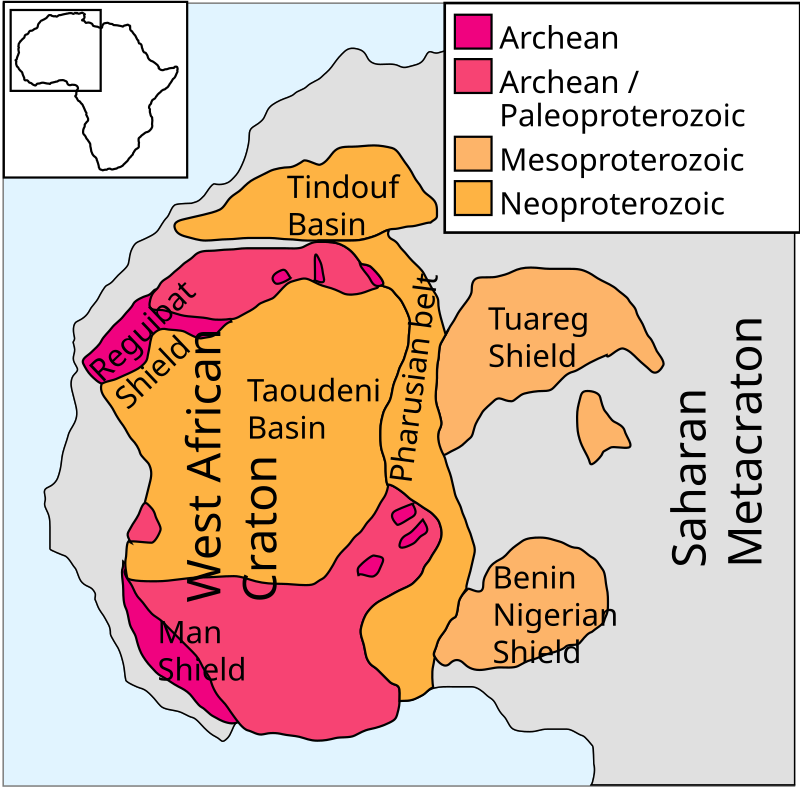 Archean
Archean /
Paleoproterozoic
Mesoproterozoic
Neoproterozoic
Tindouf
Basin
Reguibat
Shield
Taoudeni
Basin
West African
Craton
Pharusian belt
Tuareg
Shield
Saharan
Metacraton
Benin
Nigerian
Shield
Man
Shield